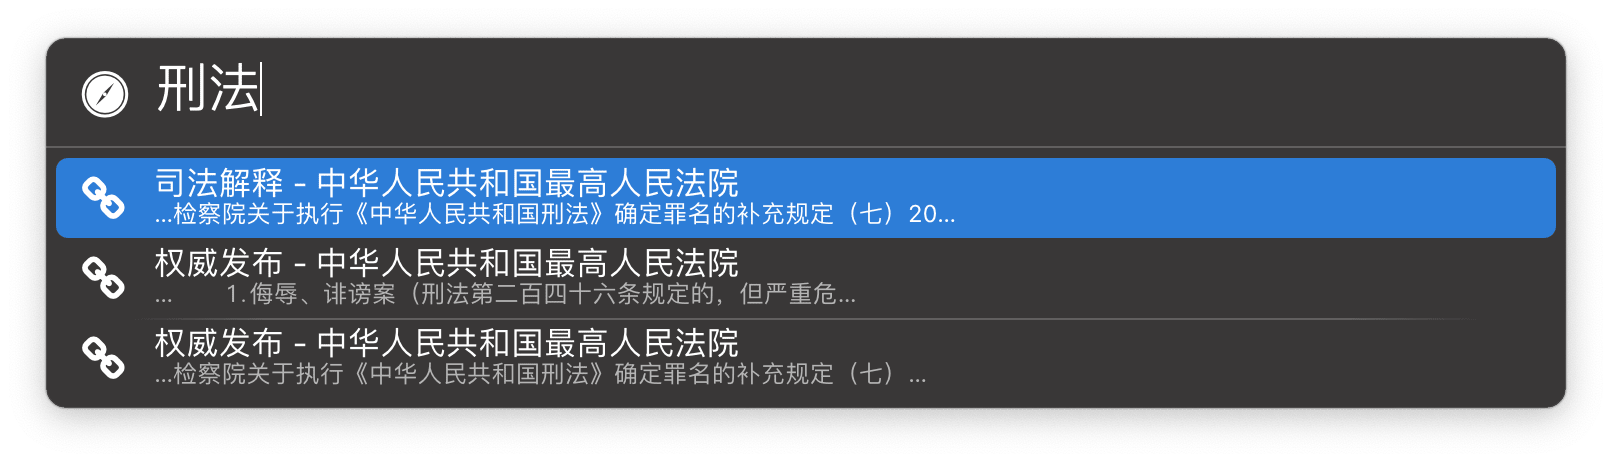 刑法
司法解释 - 中华人民共和国最高人民法院
...检察院关于执行《中华人民共和国刑法》确定罪名的补充规定（七）20...
权威发布 - 中华人民共和国最高人民法院
... 1.侮辱、诽谤案（刑法第二百四十六条规定的，但严重危...
权威发布 - 中华人民共和国最高人民法院
...检察院关于执行《中华人民共和国刑法》确定罪名的补充规定（七）...